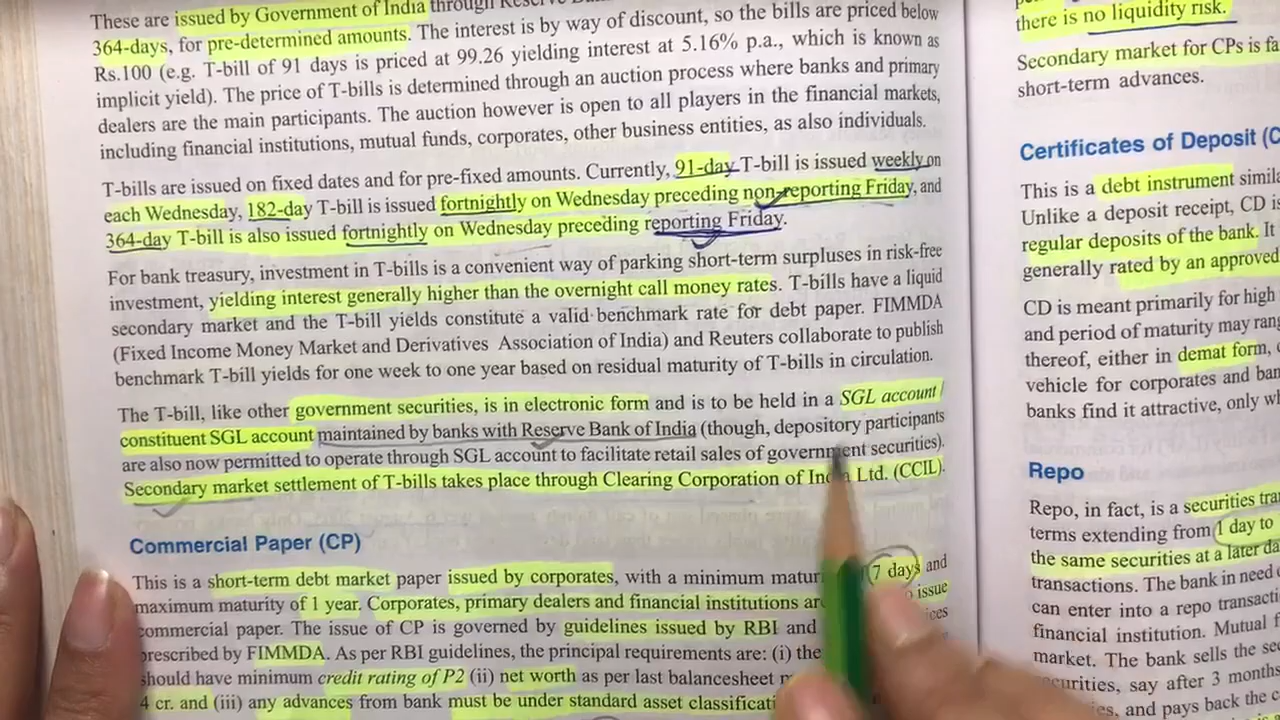 These are issued by Government of India through
364-days, for pre-determined amounts. The interest is by way of discount, so the bills are priced below
Rs.100 (e.g. T-bill of 91 days is priced at 99.26 yielding interest at 5.16% p.a., which is known as
implicit yield). The price of T-bills is determined through an auction process where banks and primary
dealers are the main participants. The auction however is open to all players in the financial markets,
including financial institutions, mutual funds, corporates, other business entities, as also individuals.
T-bills are issued on fixed dates and for pre-fixed amounts. Currently, 91-day T-bill is issued weekly on
each Wednesday, 182-day T-bill is issued fortnightly on Wednesday preceding non-reporting Friday, and
364-day T-bill is also issued fortnightly on Wednesday preceding reporting Friday.
For bank treasury, investment in T-bills is a convenient way of parking short-term surpluses in risk-free
investment, yielding interest generally higher than the overnight call money rates. T-bills have a liquid
secondary market and the T-bill yields constitute a valid benchmark rate for debt paper. FIMMDA
(Fixed Income Money Market and Derivatives Association of India) and Reuters collaborate to publish
benchmark T-bill yields for one week to one year based on residual maturity of T-bills in circulation.
The T-bill, like other government securities, is in electronic form and is to be held in a SGL account/
constituent SGL account maintained by banks with Reserve Bank of India (though, depository participants
are also now permitted to operate through SGL account to facilitate retail sales of government securities).
Secondary market settlement of T-bills takes place through Clearing Corporation of India Ltd. (CCIL).
Commercial Paper (CP)
This is a short-term debt market paper issued by corporates, with a minimum 7 days and
maximum maturity of 1 year. Corporates, primary dealers and financial institutions issue
commercial paper. The issue of CP is governed by guidelines issued by RBI and
prescribed by FIMMDA. As per RBI guidelines, the principal requirements are: (i) the
should have minimum credit rating of P2 (ii) net worth as per last balancesheet
4 cr. and (iii) any advances from bank must be under standard asset
there is no liquidity risk.
Secondary market for CPs is
short-term advances.
Certificates of Deposit
This is a debt instrument
Unlike a deposit receipt, CD is
regular deposits of the bank. It
generally rated by an approved
CD is meant primarily for high
and period of maturity may
thereof, either in demat form,
vehicle for corporates and
banks find it attractive, only
Repo
Repo, in fact, is a securities
terms extending from 1 day to
the same securities at a later
transactions. The bank in need
can enter into a repo
financial institution. Mutual
market. The bank sells the
say after 3 months
and pays back the